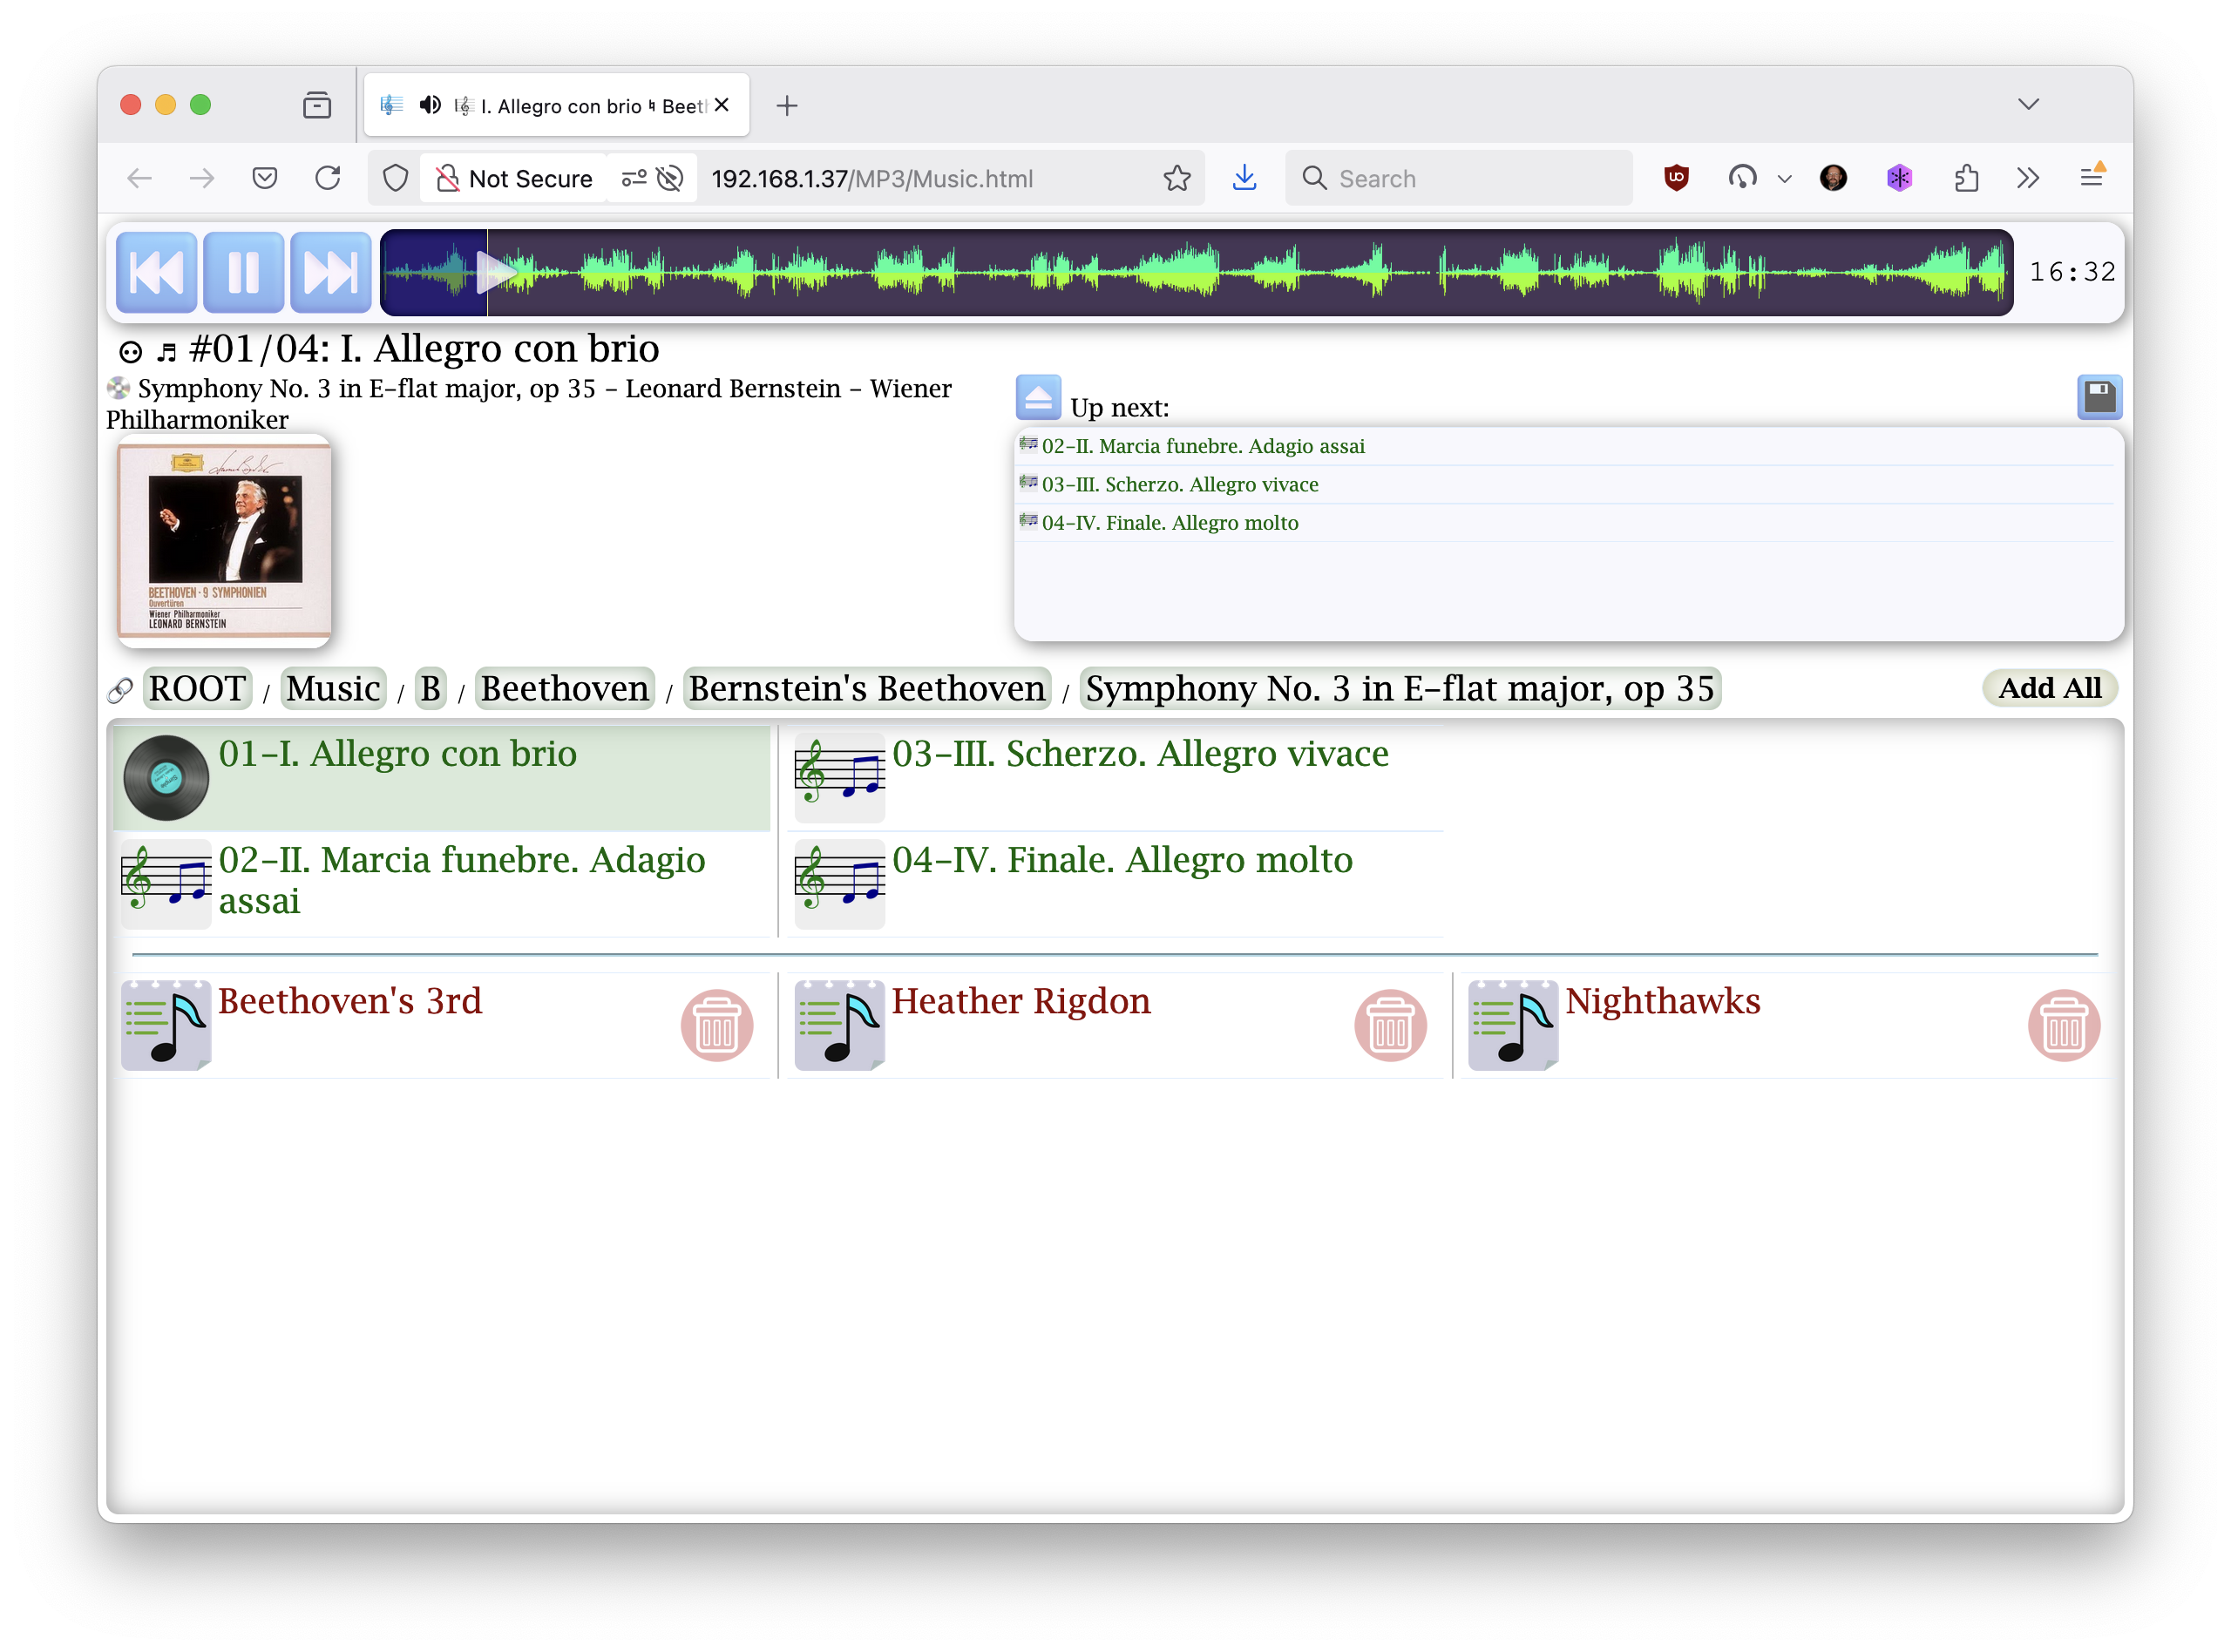 I. Allegro con brio ♮ Beet
Not Secure
192.168.1.37/MP3/Music.html
Search
16:32
#01/04: I. Allegro con brio
Symphony No. 3 in E-flat major, op 35 – Leonard Bernstein – Wiener
Philharmoniker
Up next:
02-II. Marcia funebre. Adagio assai
03-III. Scherzo. Allegro vivace
04-IV. Finale. Allegro molto
BEETHOVEN · 9 SYMPHONIEN
Ouvertüren
Wiener Philharmoniker
LEONARD BERNSTEIN
ROOT / Music / B / Beethoven / Bernstein's Beethoven / Symphony No. 3 in E-flat major, op 35
Add All
01-I. Allegro con brio
02-II. Marcia funebre. Adagio
assai
03-III. Scherzo. Allegro vivace
04-IV. Finale. Allegro molto
Beethoven's 3rd
Heather Rigdon
Nighthawks